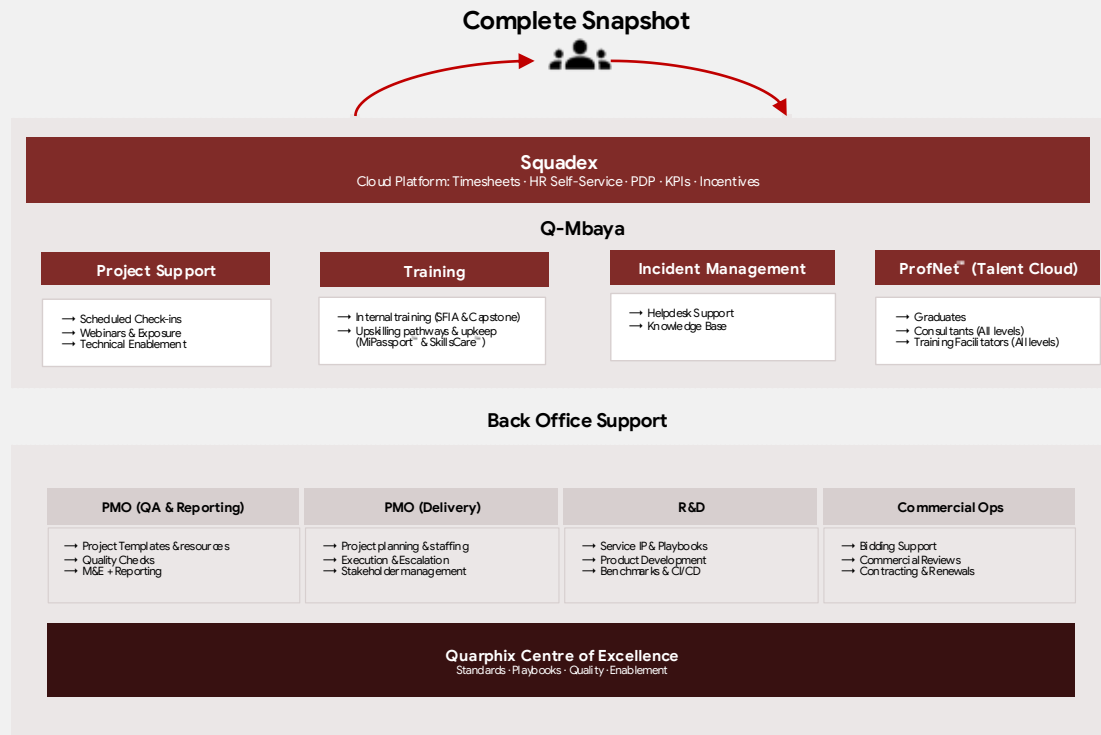 Complete Snapshot
Squadex
Cloud Platform: Timesheets · HR Self-Service · PDP · KPIs · Incentives
Q-Mbaya
Project Support
→ Scheduled Check-ins
→ Webinars & Exposure
→ Technical Enablement
Training
→ Internal training (SFIA & Capstone)
→ Upskilling pathways & upkeep
(MiPassport™ & SkillsCare™)
Incident Management
→ Helpdesk Support
→ Knowledge Base
ProfNet™ (Talent Cloud)
→ Graduates
→ Consultants (All levels)
→ Training Facilitators (All levels)
Back Office Support
PMO (QA & Reporting)
→ Project Templates & resources
→ Quality Checks
→ M&E + Reporting
PMO (Delivery)
→ Project planning & staffing
→ Execution & Escalation
→ Stakeholder management
R&D
→ Service IP & Playbooks
→ Product Development
→ Benchmarks & CI/CD
Commercial Ops
→ Bidding Support
→ Commercial Reviews
→ Contracting & Renewals
Quarphix Centre of Excellence
Standards · Playbooks · Quality · Enablement